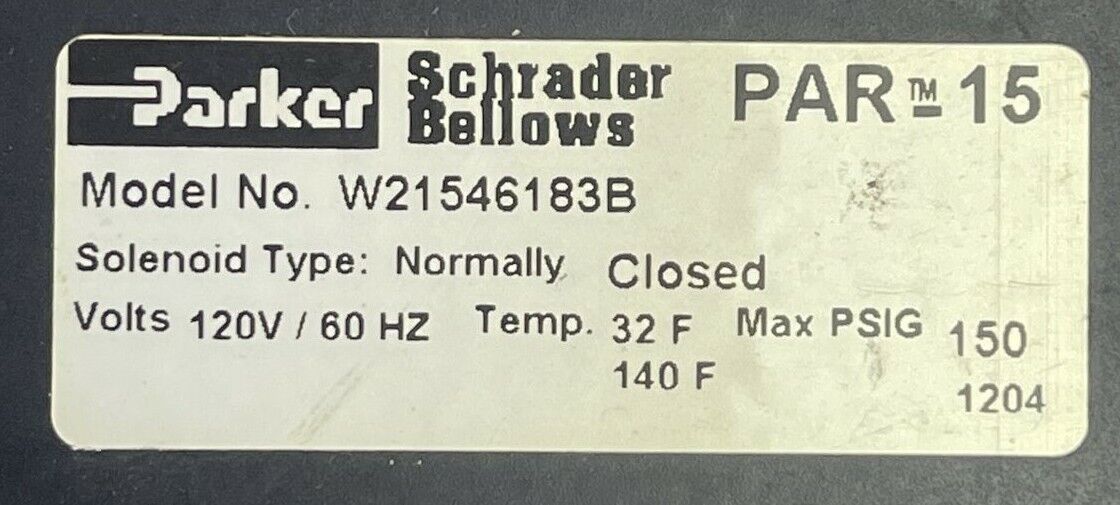 Parker Schrader Bellows PAR™-15
Model No. W21546183B
Solenoid Type: Normally Closed
Volts 120V / 60 HZ Temp. 32 F Max PSIG 150
140 F
1204